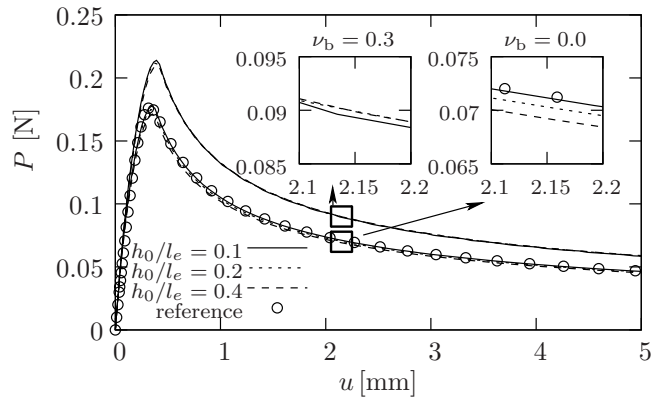 0.25
0.2
0.15
0.1
0.05
0
P [N]
0 1 2 3 4 5
u [mm]
h₀/lₑ = 0.1
h₀/lₑ = 0.2
h₀/lₑ = 0.4
reference
ν_b = 0.3
0.095
0.09
0.085
2.1 2.15 2.2
ν_b = 0.0
0.075
0.07
0.065
2.1 2.15 2.2